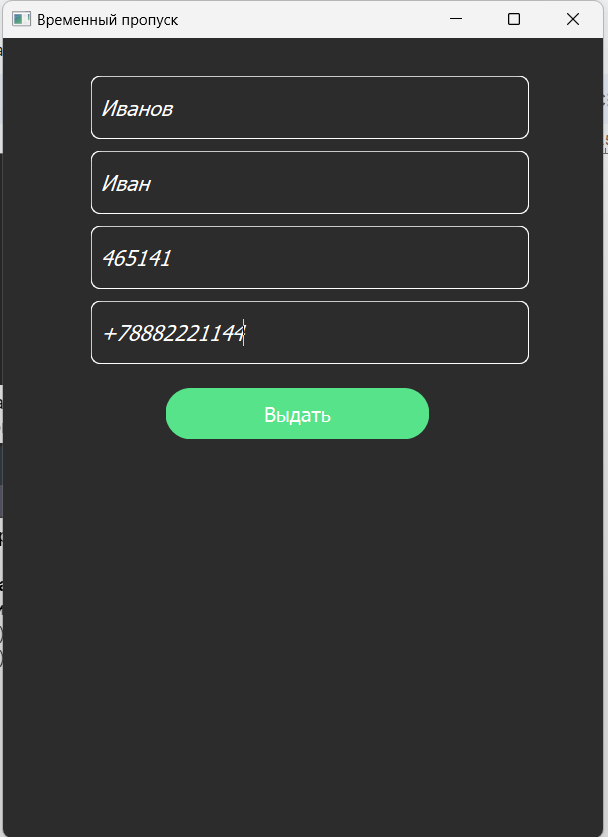 Временный пропуск
Иванов
Иван
465141
+78882221144
Выдать